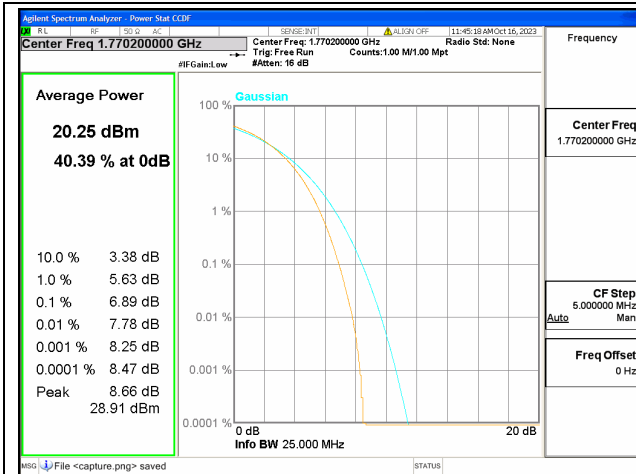 Agilent Spectrum Analyzer - Power Stat CCDF
RL RF 50 Ω AC SENSE:INT ALIGN OFF 11:45:18 AM Oct 16, 2023
Center Freq 1.770200000 GHz
Center Freq: 1.770200000 GHz Radio Std: None
Trig: Free Run Counts:1.00 M/1.00 Mpt
#IFGain:Low #Atten: 16 dB
Frequency
Average Power
20.25 dBm
40.39 % at 0dB
10.0 % 3.38 dB
1.0 % 5.63 dB
0.1 % 6.89 dB
0.01 % 7.78 dB
0.001 % 8.25 dB
0.0001 % 8.47 dB
Peak 8.66 dB
28.91 dBm
Gaussian
100 %
10 %
1 %
0.1 %
0.01 %
0.001 %
0.0001 %
0 dB 20 dB
Info BW 25.000 MHz
Center Freq
1.770200000 GHz
CF Step
5.000000 MHz
Auto Man
Freq Offset
0 Hz
MSG File <capture.png> saved STATUS